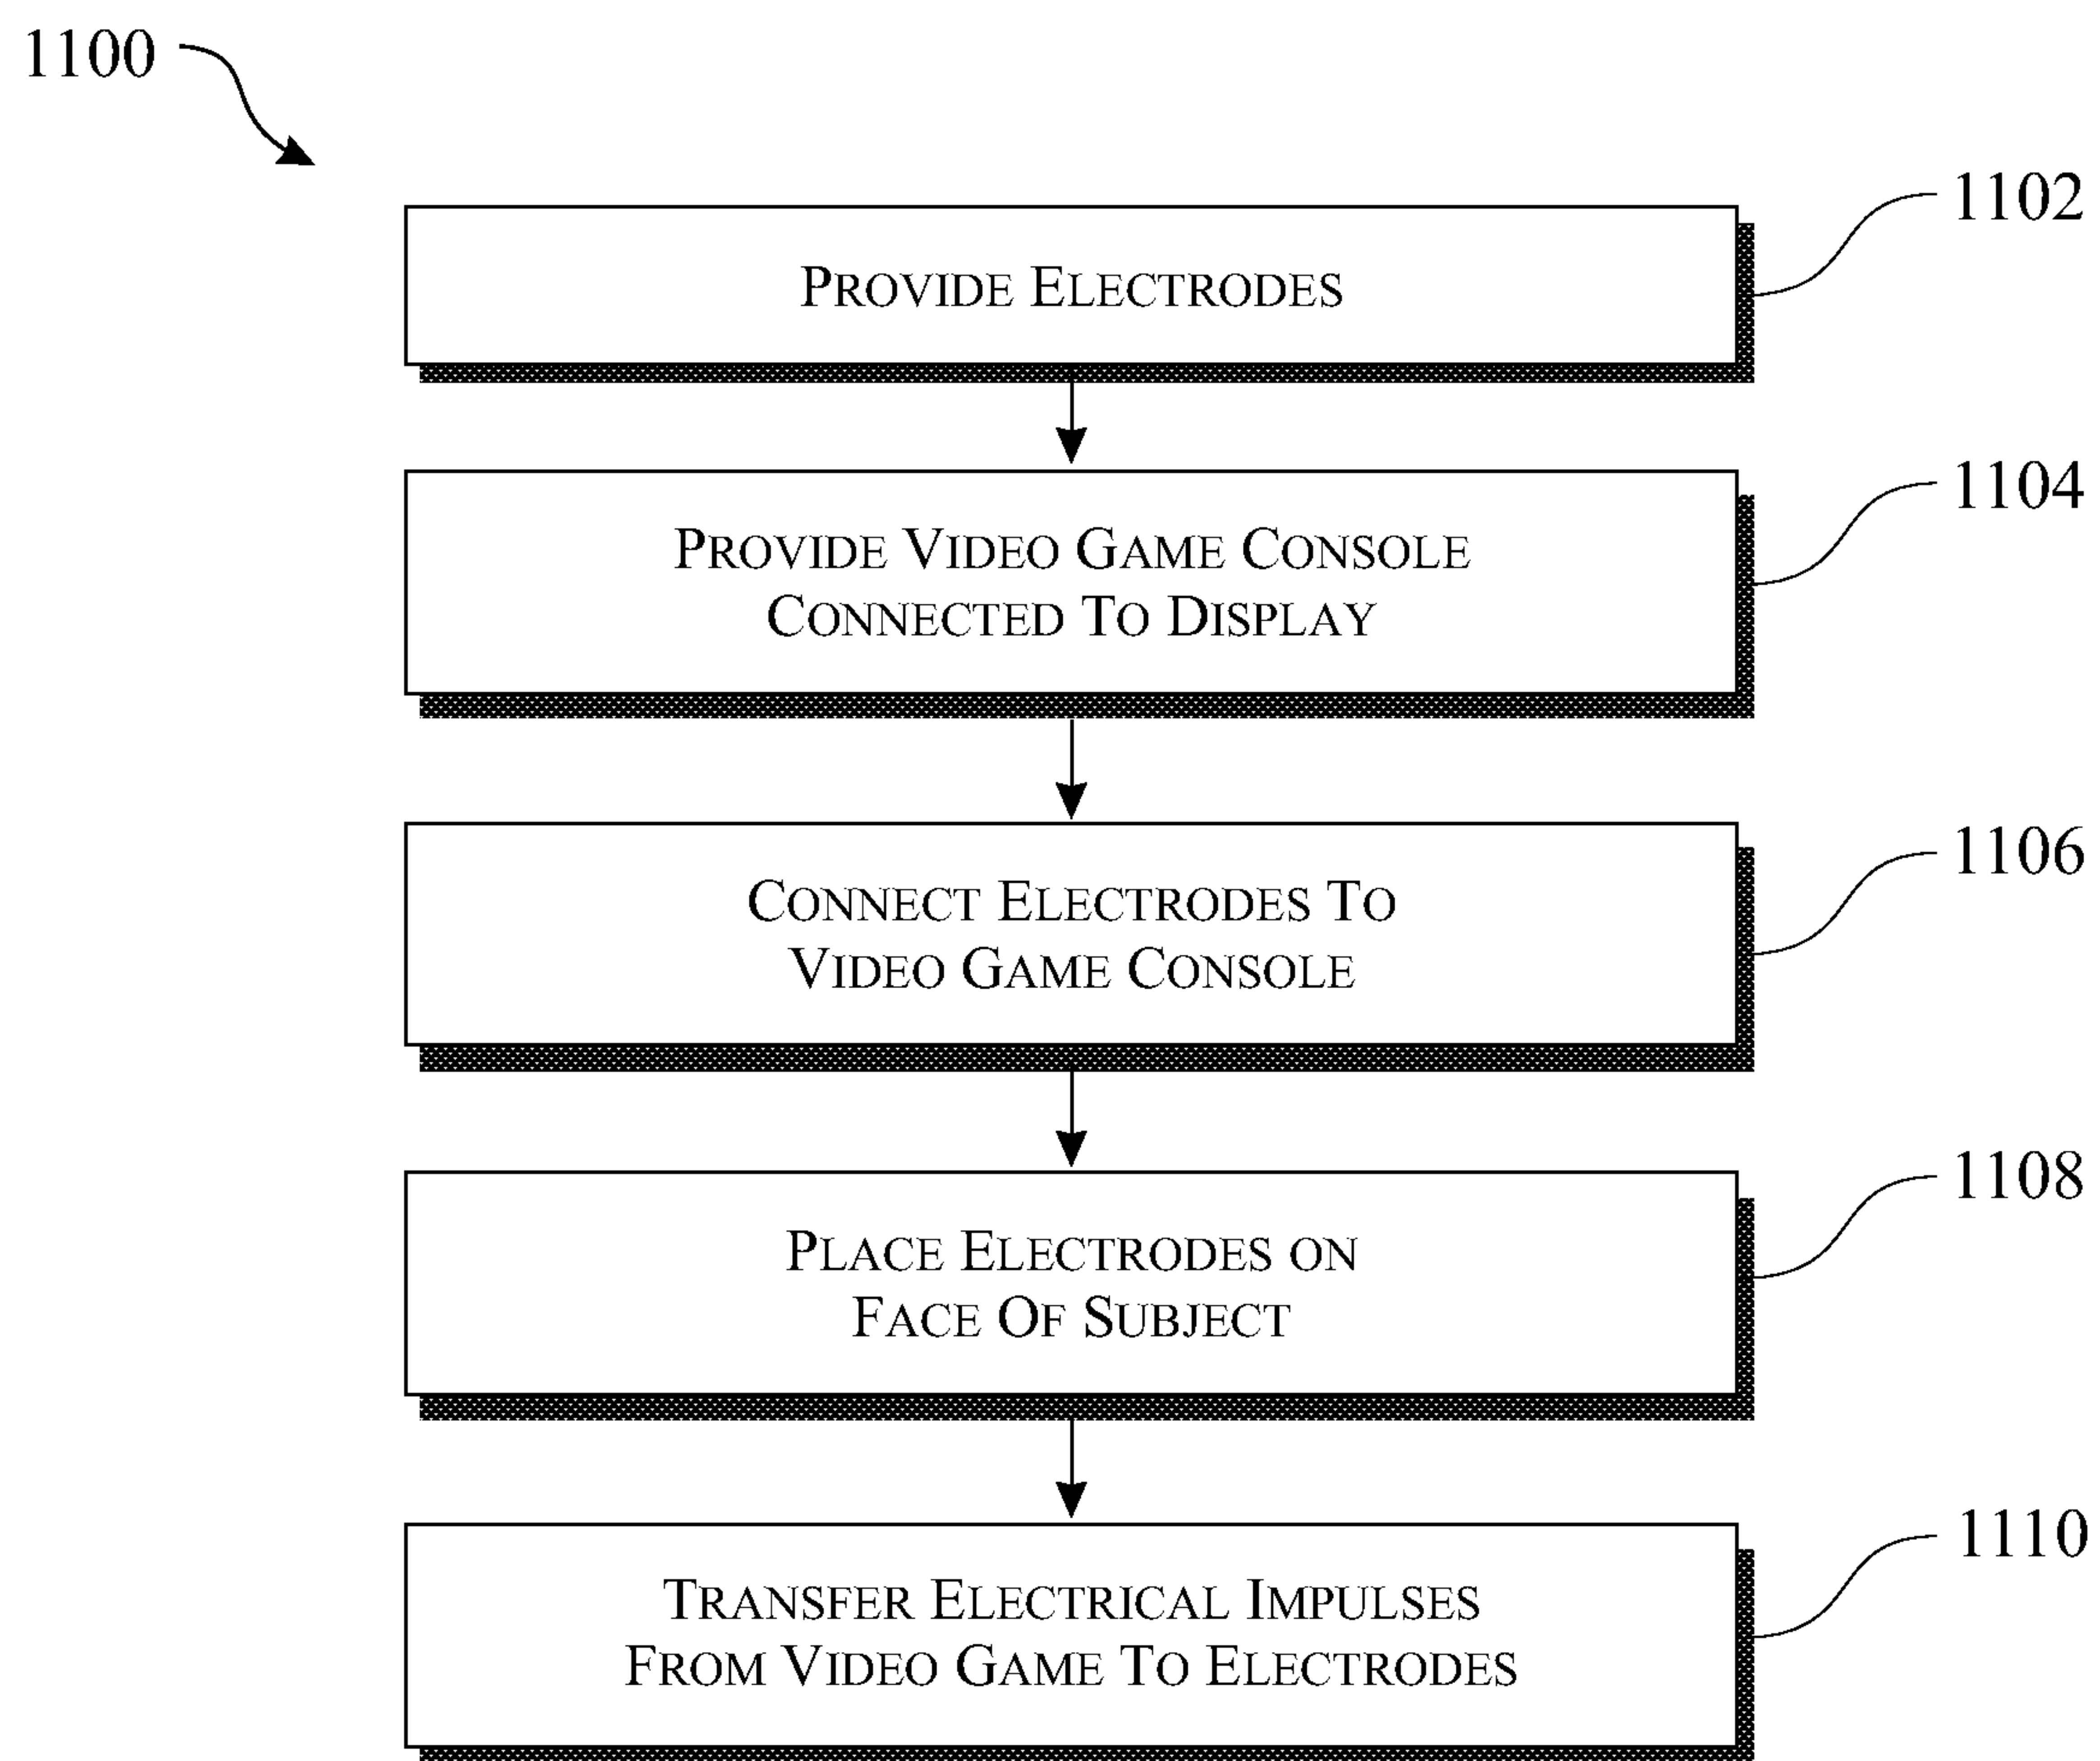 1100
1102
PROVIDE ELECTRODES
1104
PROVIDE VIDEO GAME CONSOLE
CONNECTED TO DISPLAY
1106
CONNECT ELECTRODES TO
VIDEO GAME CONSOLE
1108
PLACE ELECTRODES ON
FACE OF SUBJECT
1110
TRANSFER ELECTRICAL IMPULSES
FROM VIDEO GAME TO ELECTRODES